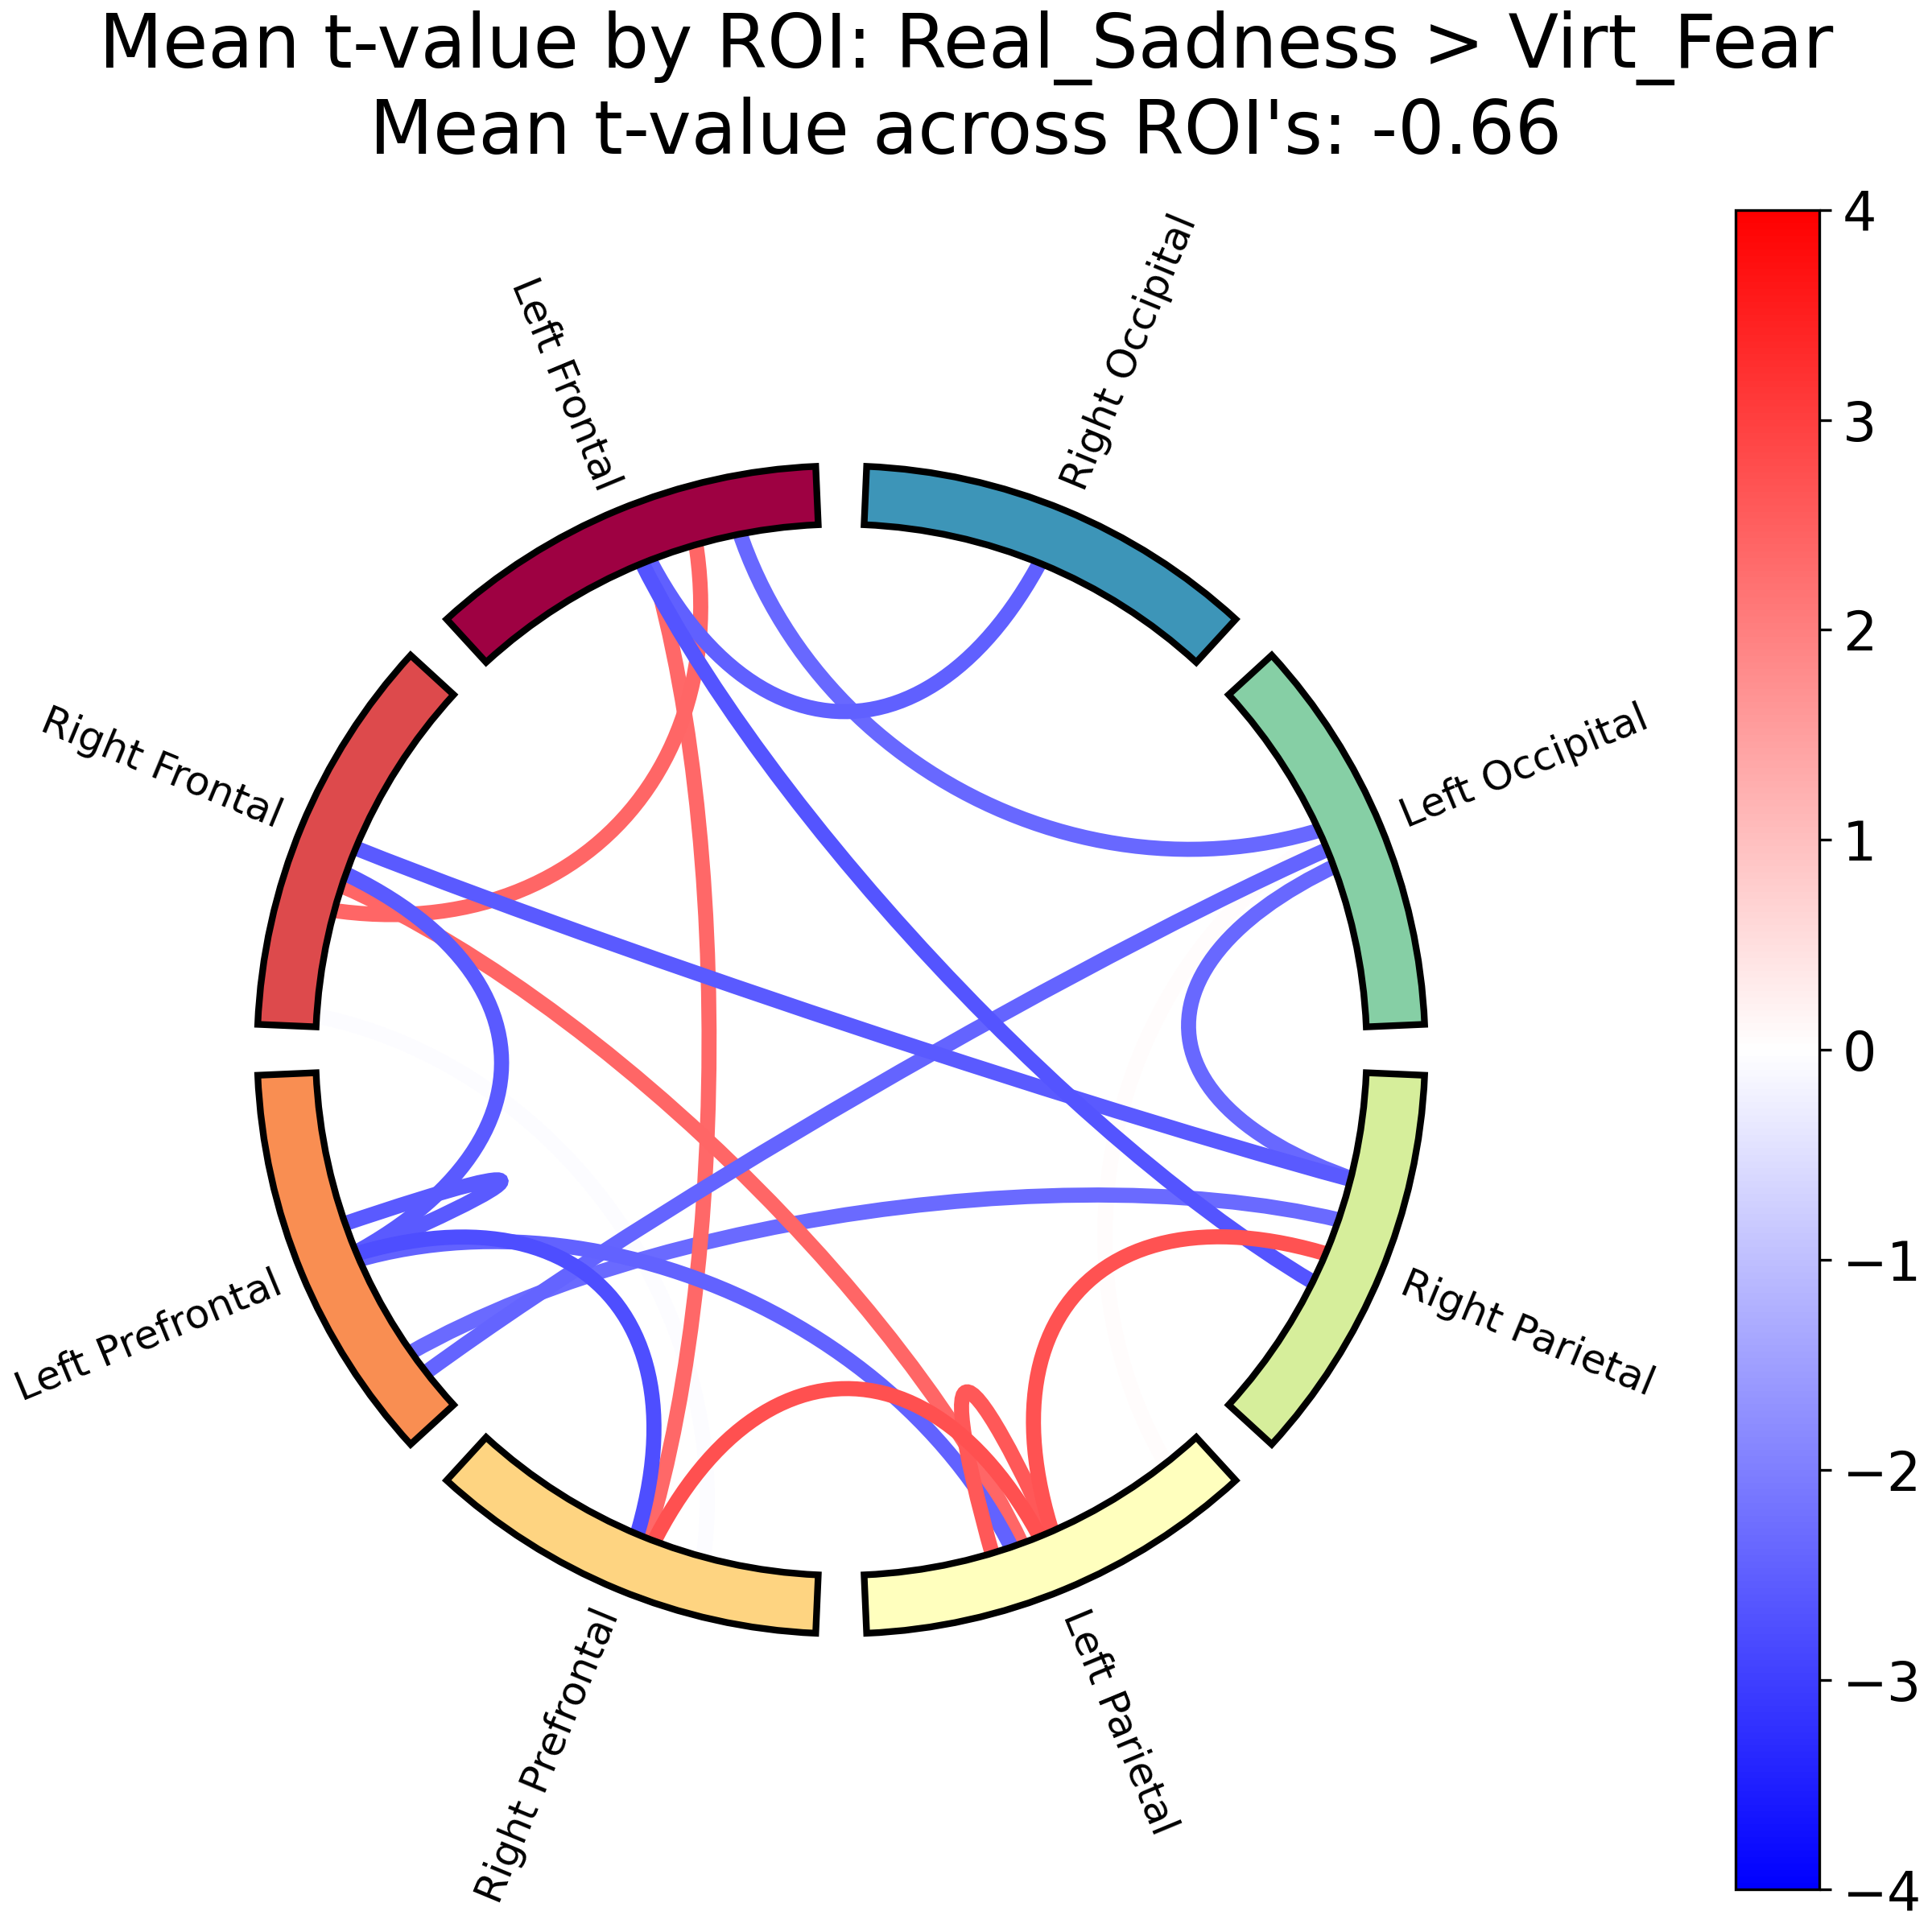 Mean t-value by ROI: Real_Sadness > Virt_Fear
Mean t-value across ROI's: -0.66
Left Frontal
Right Occipital
Right Frontal
Left Occipital
Left Prefrontal
Right Parietal
Right Prefrontal
Left Parietal
4
3
2
1
0
−1
−2
−3
−4